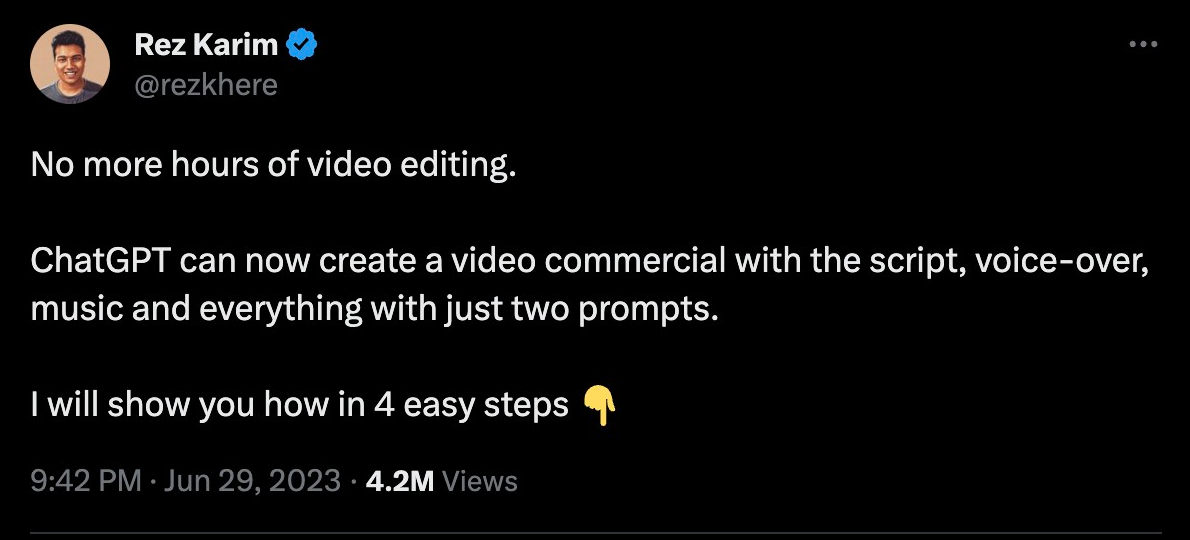 Rez Karim
@rezkhere
No more hours of video editing.
ChatGPT can now create a video commercial with the script, voice-over,
music and everything with just two prompts.
I will show you how in 4 easy steps 👇
9:42 PM · Jun 29, 2023 · 4.2M Views